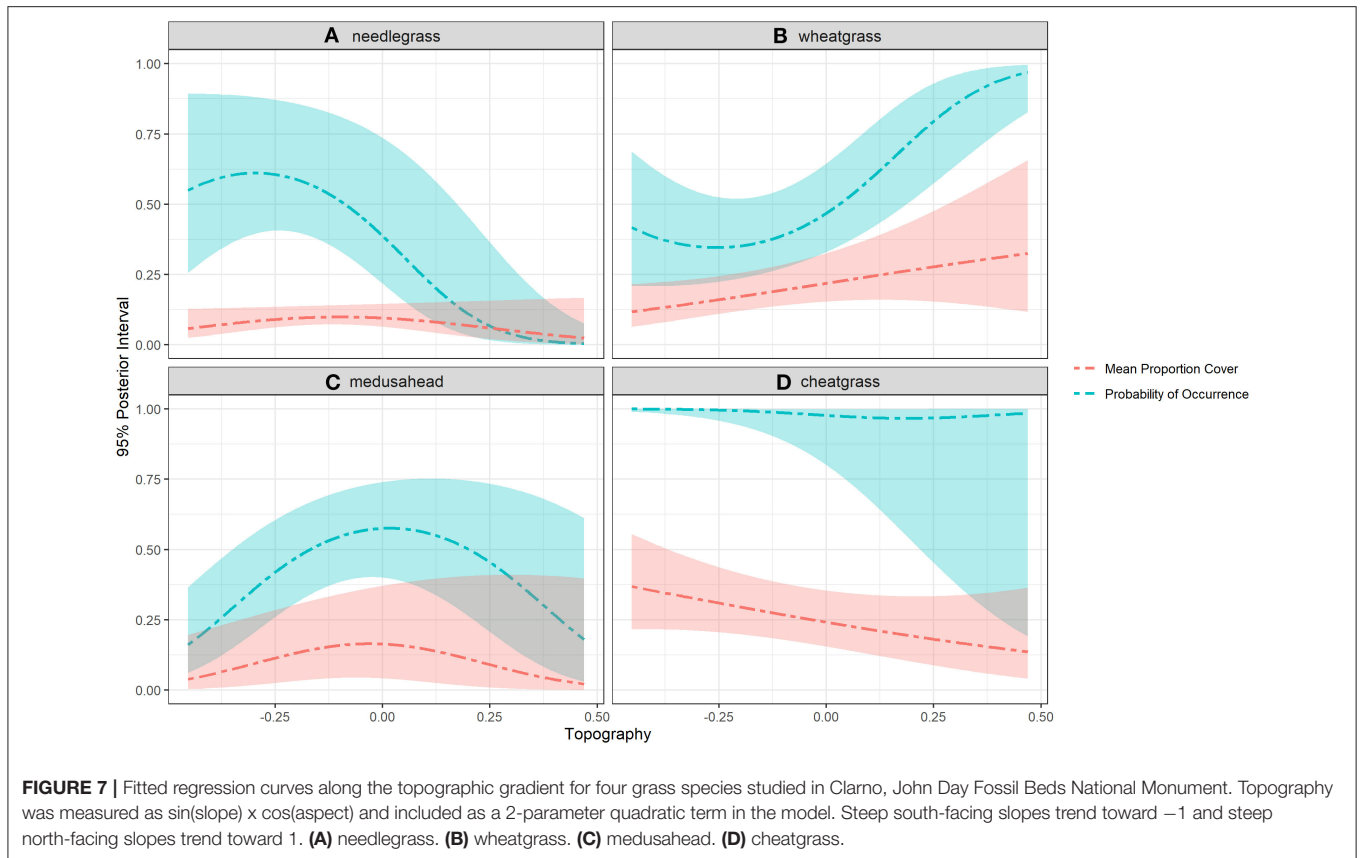 A needlegrass
B wheatgrass
1.00
0.75
0.50
0.25
0.00
C medusahead
D cheatgrass
1.00
0.75
0.50
0.25
0.00
95% Posterior Interval
-0.25
0.00
0.25
0.50
-0.25
0.00
0.25
0.50
Topography
Mean Proportion Cover
Probability of Occurrence
FIGURE 7 | Fitted regression curves along the topographic gradient for four grass species studied in Clarno, John Day Fossil Beds National Monument. Topography
was measured as sin(slope) x cos(aspect) and included as a 2-parameter quadratic term in the model. Steep south-facing slopes trend toward −1 and steep
north-facing slopes trend toward 1. (A) needlegrass. (B) wheatgrass. (C) medusahead. (D) cheatgrass.